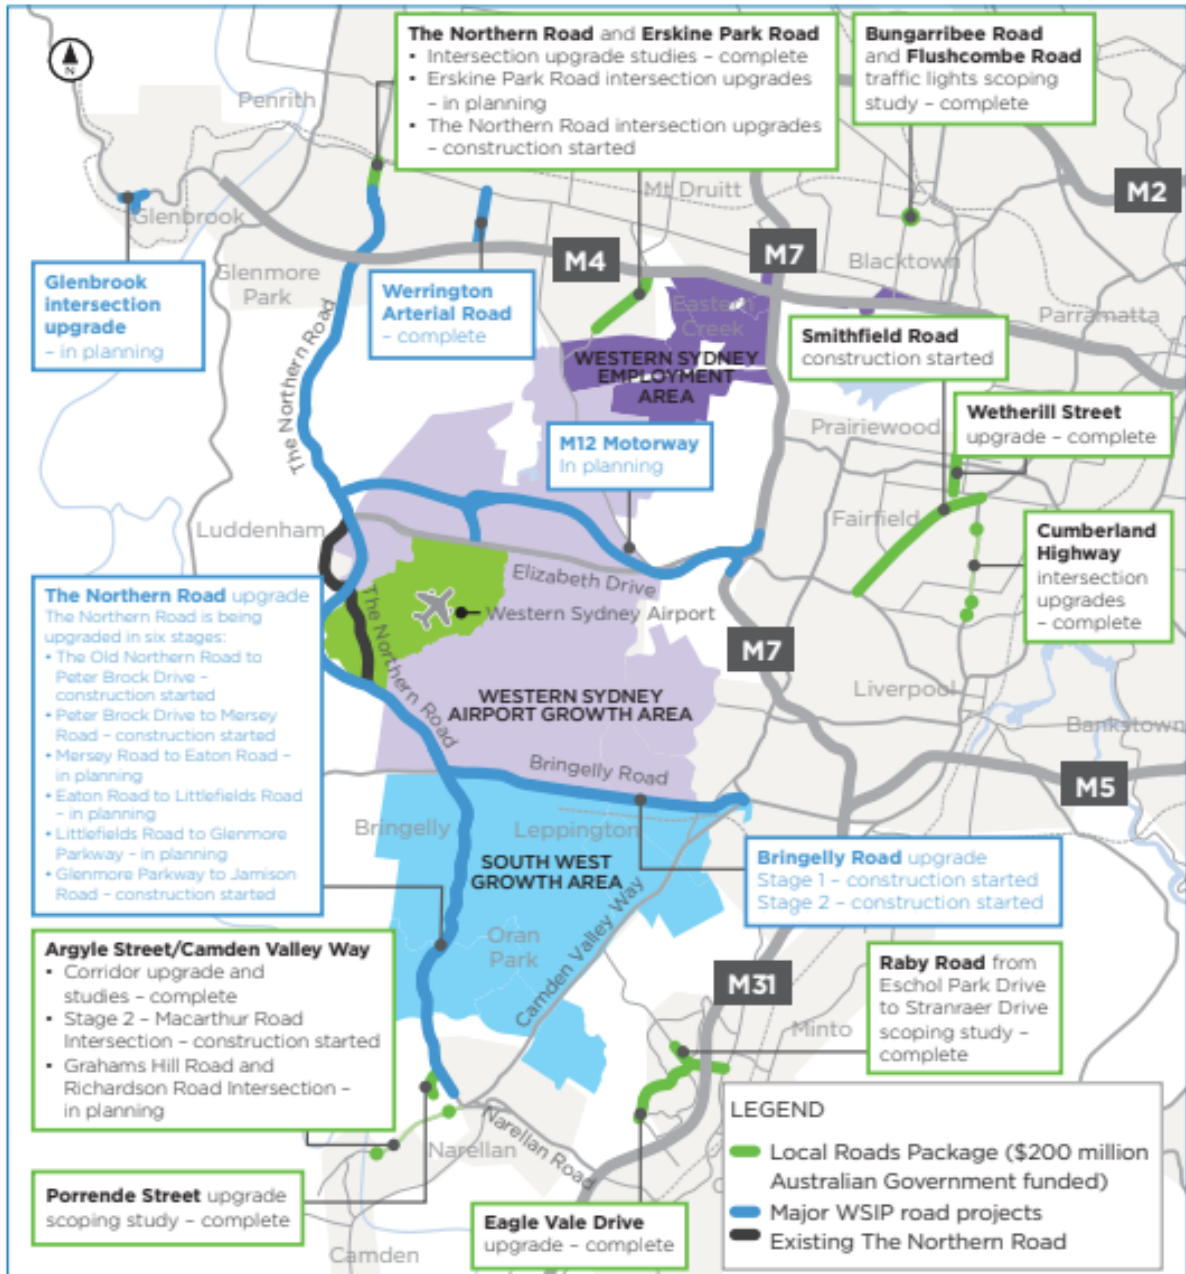 N
The Northern Road and Erskine Park Road
• Intersection upgrade studies – complete
• Erskine Park Road intersection upgrades
– in planning
• The Northern Road intersection upgrades
– construction started
Bungarribee Road
and Flushcombe Road
traffic lights scoping
study – complete
Penrith
Mt Druitt
M2
Glenbrook
M4
M7
Blacktown
Glenbrook
intersection
upgrade
– in planning
Glenmore
Park
Werrington
Arterial Road
– complete
Eastern
Creek
Parramatta
Smithfield Road
construction started
The Northern Road
WESTERN SYDNEY
EMPLOYMENT
AREA
Wetherill Street
upgrade – complete
Prairiewood
M12 Motorway
In planning
Luddenham
Fairfield
Cumberland
Highway
intersection
upgrades
– complete
Elizabeth Drive
Western Sydney Airport
The Northern Road
The Northern Road upgrade
The Northern Road is being
upgraded in six stages:
• The Old Northern Road to
Peter Brock Drive –
construction started
• Peter Brock Drive to Mersey
Road – construction started
• Mersey Road to Eaton Road –
in planning
• Eaton Road to Littlefields Road
– in planning
• Littlefields Road to Glenmore
Parkway – in planning
• Glenmore Parkway to Jamison
Road – construction started
M7
WESTERN SYDNEY
AIRPORT GROWTH AREA
Liverpool
Bankstown
Bringelly Road
M5
Bringelly
Leppington
SOUTH WEST
GROWTH AREA
Bringelly Road upgrade
Stage 1 – construction started
Stage 2 – construction started
Camden Valley Way
Oran
Park
Argyle Street/Camden Valley Way
• Corridor upgrade and
studies – complete
• Stage 2 – Macarthur Road
Intersection – construction started
• Grahams Hill Road and
Richardson Road Intersection –
in planning
M31
Minto
Raby Road from
Eschol Park Drive
to Stranraer Drive
scoping study –
complete
Narellan
Narellan Road
Porrende Street upgrade
scoping study – complete
Camden
Eagle Vale Drive
upgrade – complete
LEGEND
Local Roads Package ($200 million
Australian Government funded)
Major WSIP road projects
Existing The Northern Road